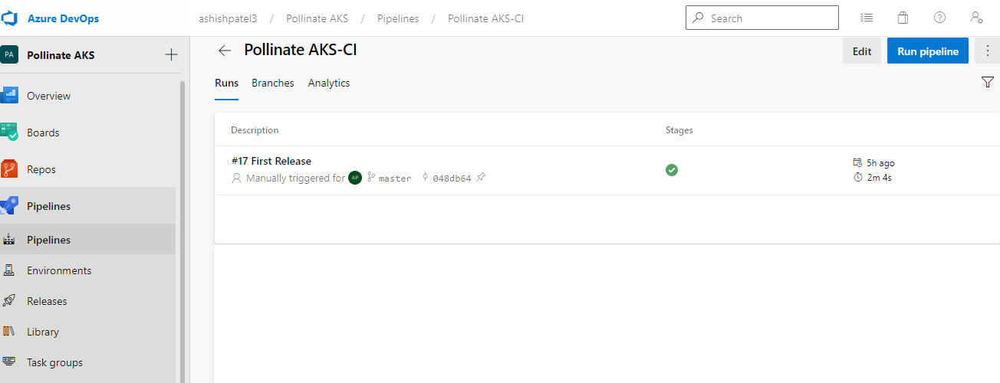 Azure DevOps
ashishpatel3 / Pollinate AKS / Pipelines / Pollinate AKS-CI
Search
PA Pollinate AKS
Overview
Boards
Repos
Pipelines
Pipelines
Environments
Releases
Library
Task groups
Pollinate AKS-CI
Edit
Run pipeline
Runs Branches Analytics
Description Stages
#17 First Release
Manually triggered for AP master 048db64
5h ago
2m 4s